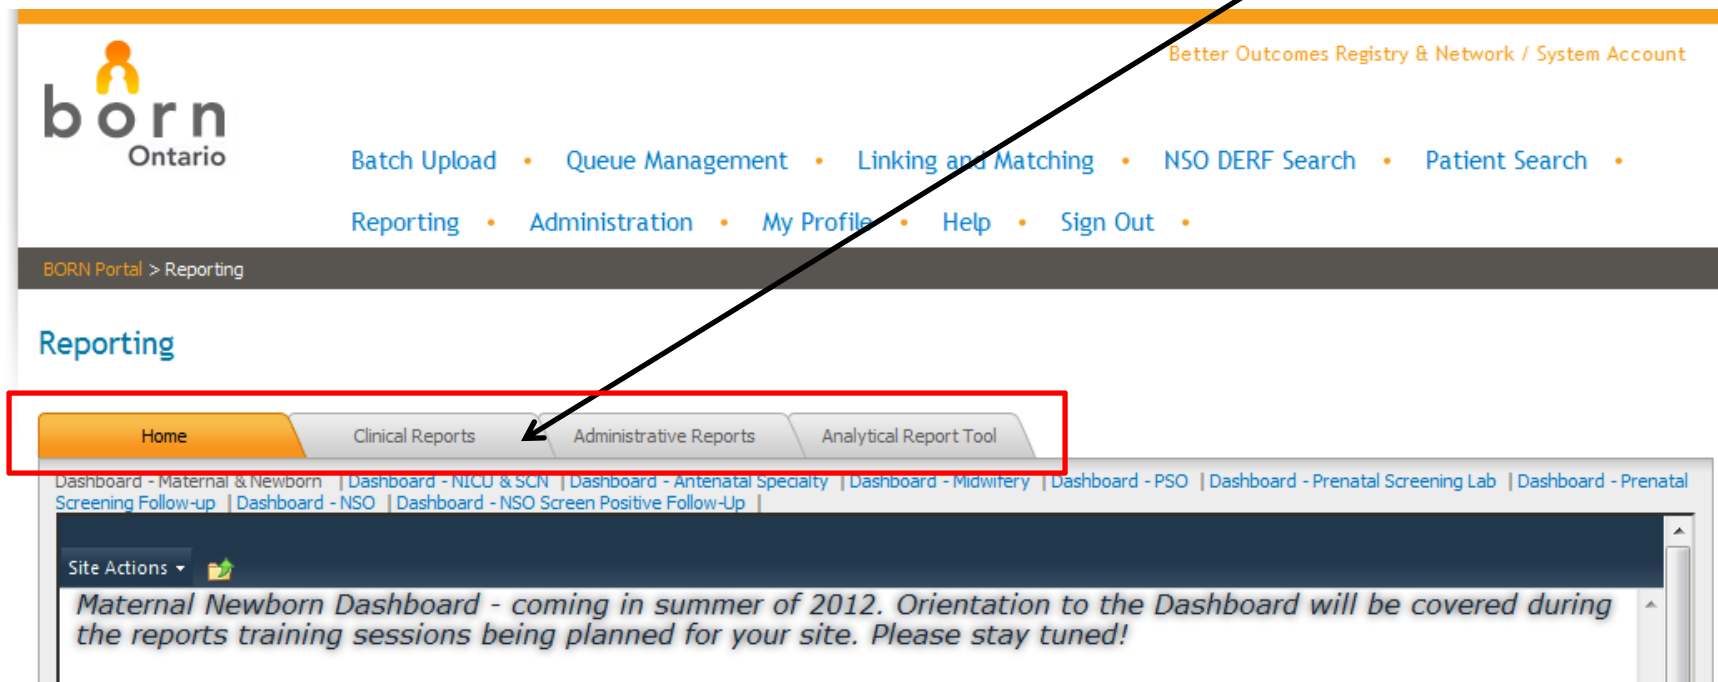 Better Outcomes Registry & Network / System Account
born
Ontario
Batch Upload • Queue Management • Linking and Matching • NSO DERF Search • Patient Search •
Reporting • Administration • My Profile • Help • Sign Out •
BORN Portal > Reporting
Reporting
Home Clinical Reports Administrative Reports Analytical Report Tool
Dashboard - Maternal & Newborn | Dashboard - NICU & SCN | Dashboard - Antenatal Specialty | Dashboard - Midwifery | Dashboard - PSO | Dashboard - Prenatal Screening Lab | Dashboard - Prenatal
Screening Follow-up | Dashboard - NSO | Dashboard - NSO Screen Positive Follow-Up |
Site Actions
Maternal Newborn Dashboard - coming in summer of 2012. Orientation to the Dashboard will be covered during
the reports training sessions being planned for your site. Please stay tuned!